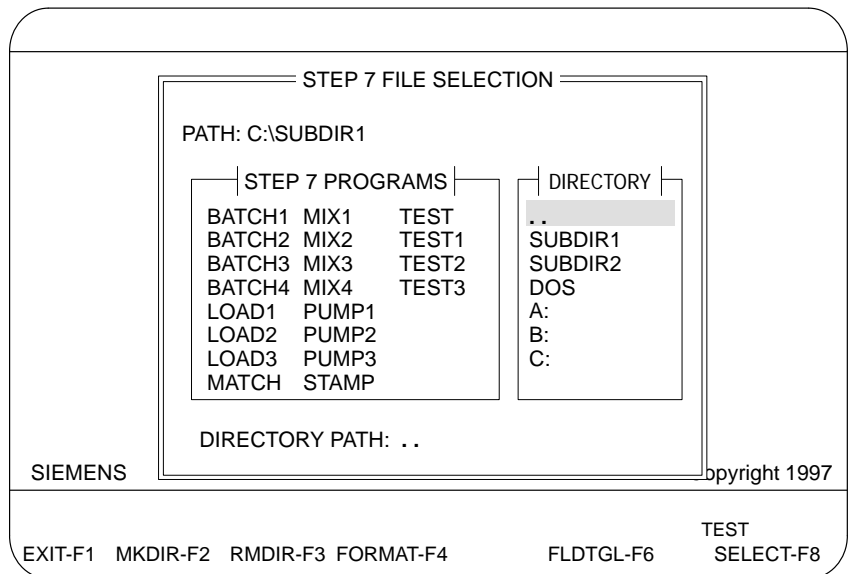 STEP 7 FILE SELECTION
PATH: C:\SUBDIR1
STEP 7 PROGRAMS DIRECTORY
BATCH1 MIX1 TEST . .
BATCH2 MIX2 TEST1 SUBDIR1
BATCH3 MIX3 TEST2 SUBDIR2
BATCH4 MIX4 TEST3 DOS
LOAD1 PUMP1 A:
LOAD2 PUMP2 B:
LOAD3 PUMP3 C:
MATCH STAMP
DIRECTORY PATH: . .
SIEMENS opyright 1997
TEST
EXIT-F1 MKDIR-F2 RMDIR-F3 FORMAT-F4 FLDTGL-F6 SELECT-F8